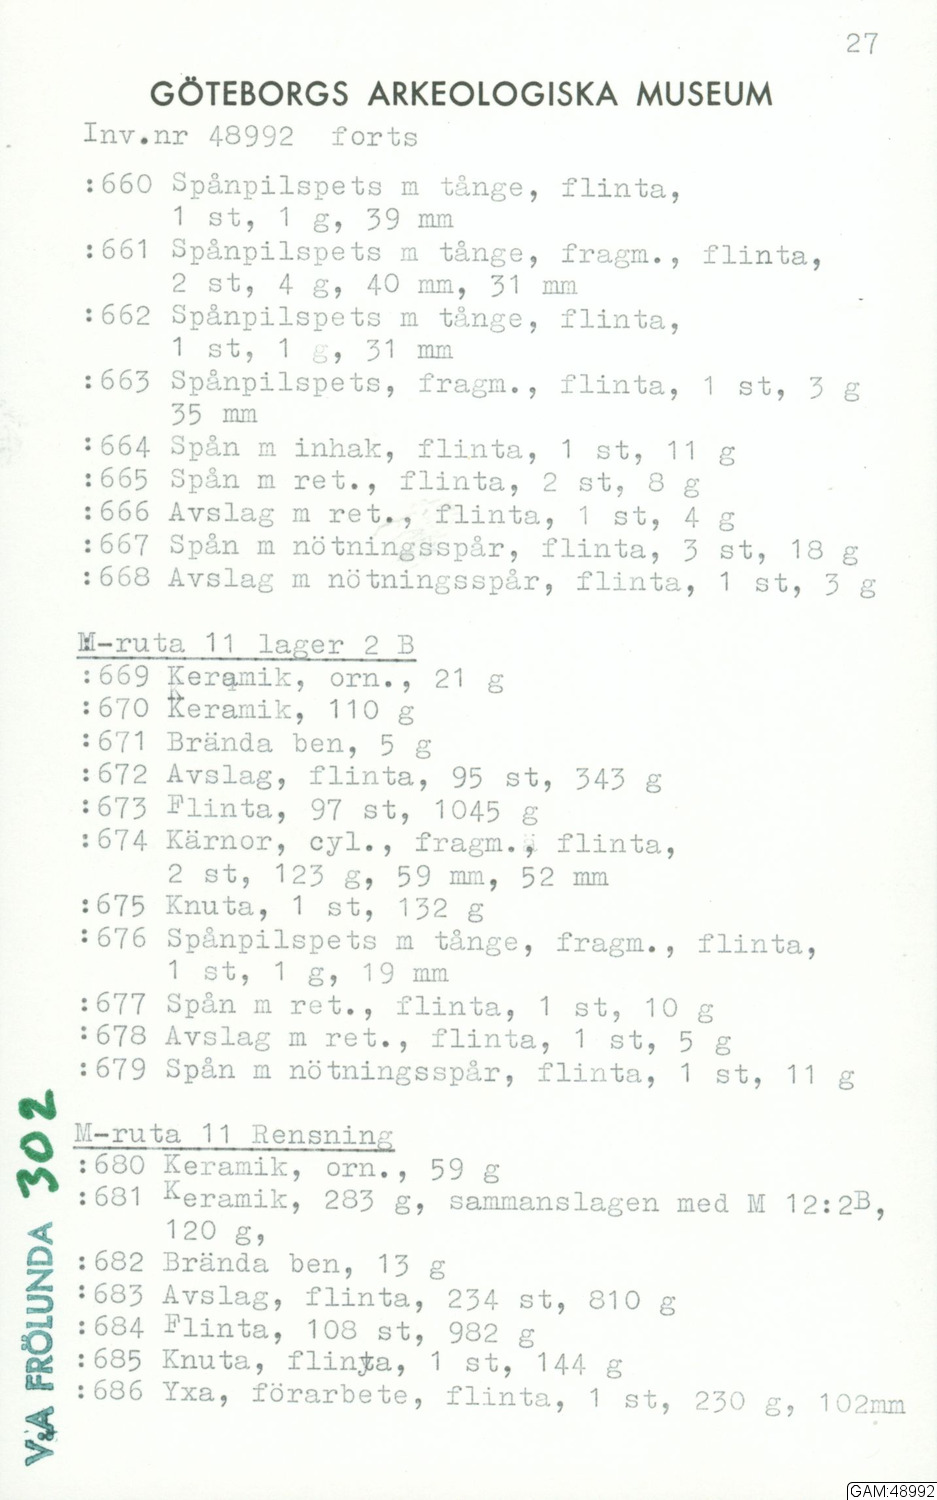 27
GÖTEBORGS ARKEOLOGISKA MUSEUM
Inv.nr 48992 forts
:660 Spånpilspets m tånge, flinta,
1 st, 1 g, 39 mm
:661 Spånpilspets m tånge, fragm., flinta,
2 st, 4 g, 40 mm, 31 mm
:662 Spånpilspets m tånge, flinta,
1 st, 1 g, 31 mm
:663 Spånpilspets, fragm., flinta, 1 st, 3 g
35 mm
:664 Spån m inhak, flinta, 1 st, 11 g
:665 Spån m ret., flinta, 2 st, 8 g
:666 Avslag m ret., flinta, 1 st, 4 g
:667 Spån m nötningsspår, flinta, 3 st, 18 g
:668 Avslag m nötningsspår, flinta, 1 st, 3 g
M-ruta 11 lager 2 B
:669 Keramik, orn., 21 g
:670 Keramik, 110 g
:671 Brända ben, 5 g
:672 Avslag, flinta, 95 st, 343 g
:673 Flinta, 97 st, 1045 g
:674 Kärnor, cyl., fragm., flinta,
2 st, 123 g, 59 mm, 52 mm
:675 Knuta, 1 st, 132 g
:676 Spånpilspets m tånge, fragm., flinta,
1 st, 1 g, 19 mm
:677 Spån m ret., flinta, 1 st, 10 g
:678 Avslag m ret., flinta, 1 st, 5 g
:679 Spån m nötningsspår, flinta, 1 st, 11 g
M-ruta 11 Rensning
:680 Keramik, orn., 59 g
:681 Keramik, 283 g, sammanslagen med M 12:2B,
120 g,
:682 Brända ben, 13 g
:683 Avslag, flinta, 234 st, 810 g
:684 Flinta, 108 st, 982 g
:685 Knuta, flinta, 1 st, 144 g
:686 Yxa, förarbete, flinta, 1 st, 230 g, 102mm
V:A FRÖLUNDA 302
GAM:48992